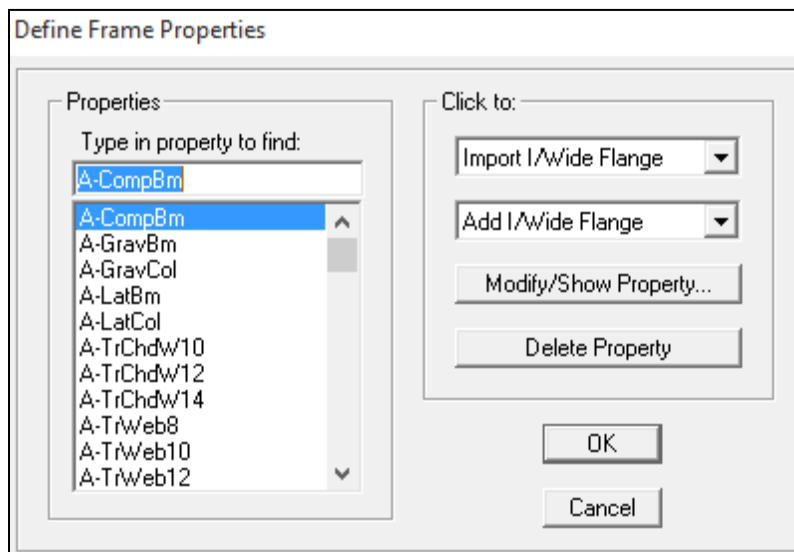 Define Frame Properties
Properties
Type in property to find:
A-CompBm
A-CompBm
A-GravBm
A-GravCol
A-LatBm
A-LatCol
A-TrChdW10
A-TrChdW12
A-TrChdW14
A-TrWeb8
A-TrWeb10
A-TrWeb12
Click to:
Import I/Wide Flange
Add I/Wide Flange
Modify/Show Property...
Delete Property
OK
Cancel